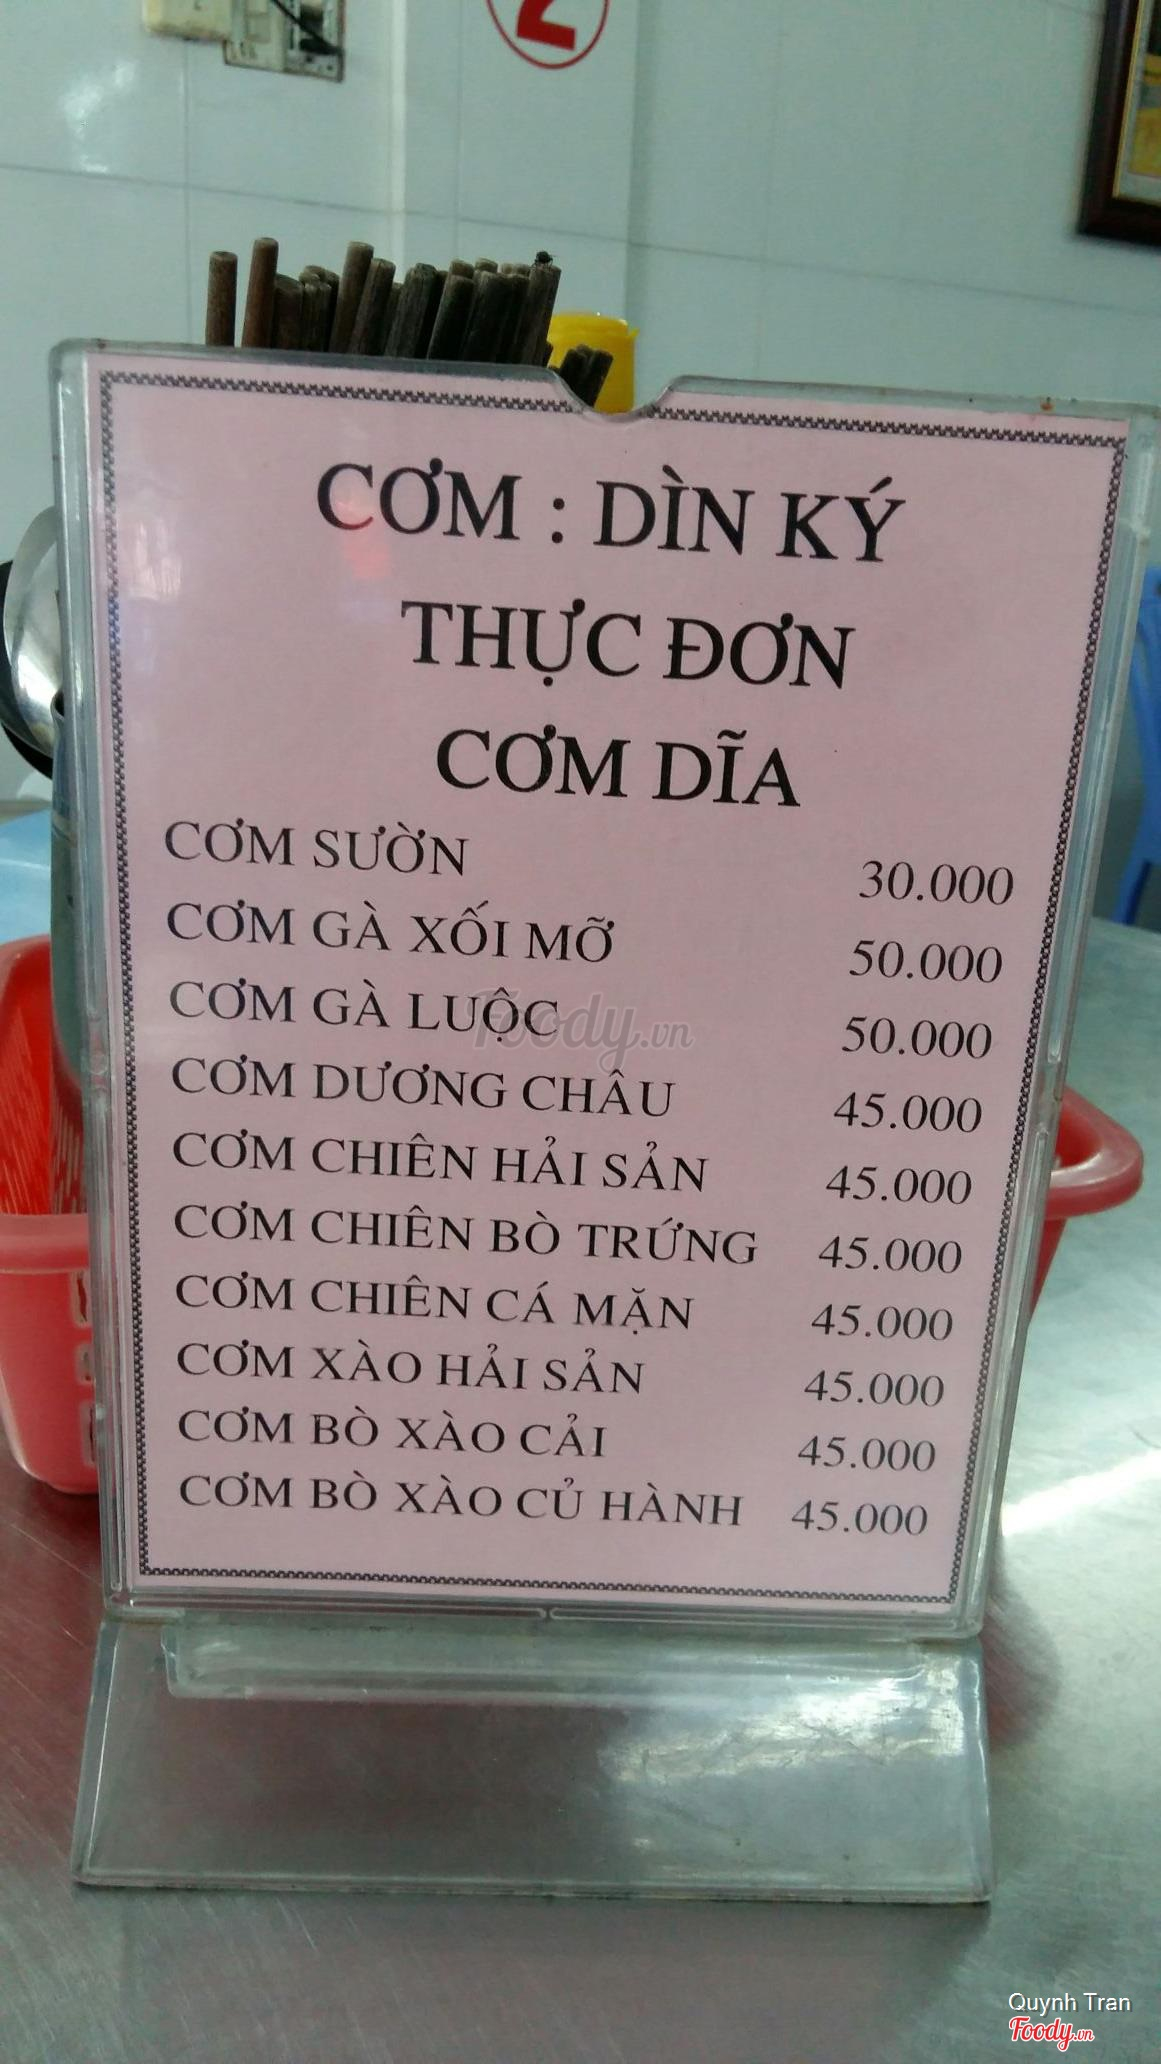 2
CƠM : DÌN KÝ
THỰC ĐƠN
CƠM DĨA
CƠM SƯỜN 30.000
CƠM GÀ XỐI MỠ 50.000
CƠM GÀ LUỘC 50.000
CƠM DƯƠNG CHÂU 45.000
CƠM CHIÊN HẢI SẢN 45.000
CƠM CHIÊN BÒ TRỨNG 45.000
CƠM CHIÊN CÁ MẶN 45.000
CƠM XÀO HẢI SẢN 45.000
CƠM BÒ XÀO CẢI 45.000
CƠM BÒ XÀO CỦ HÀNH 45.000
Foody.vn
Quynh Tran
Foody.vn